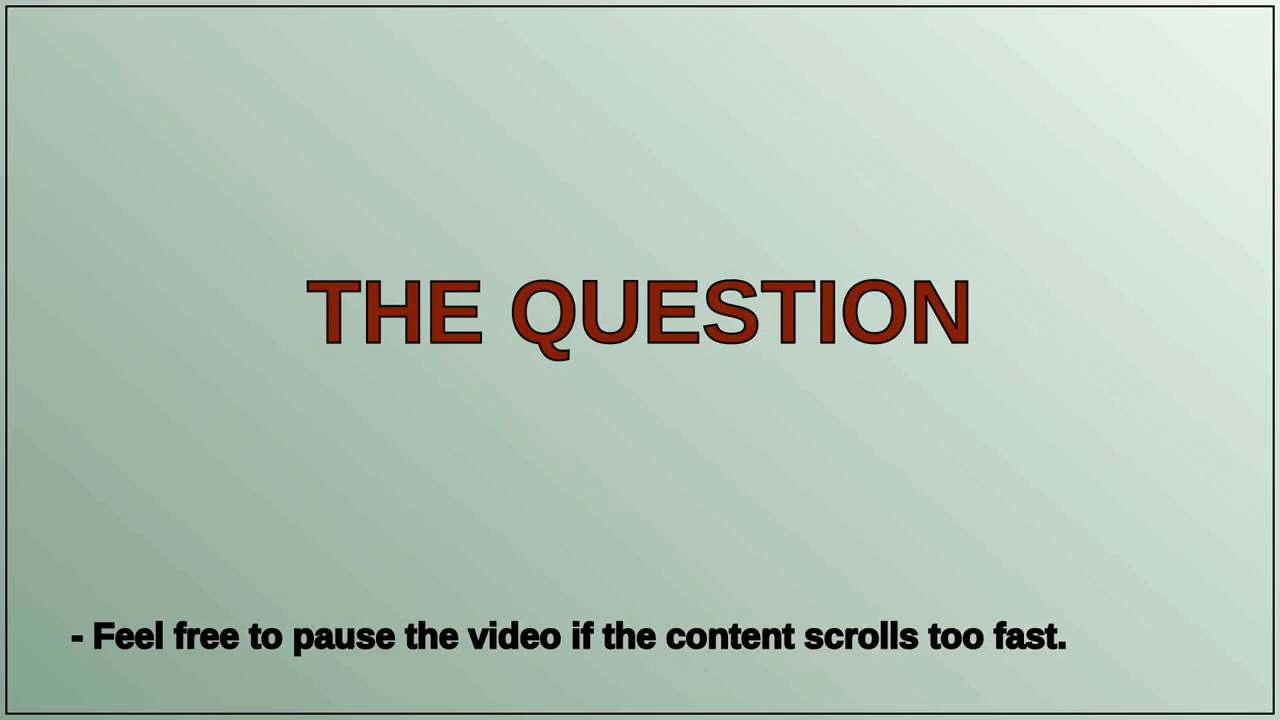 THE QUESTION
- Feel free to pause the video if the content scrolls too fast.